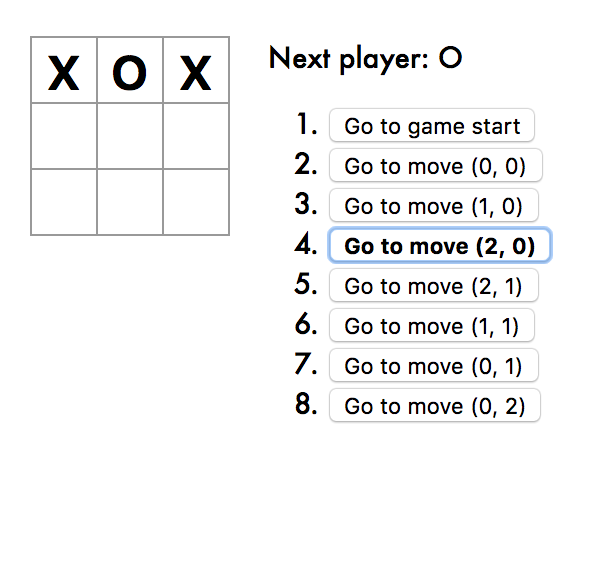 X O X
Next player: O
1. Go to game start
2. Go to move (0, 0)
3. Go to move (1, 0)
4. Go to move (2, 0)
5. Go to move (2, 1)
6. Go to move (1, 1)
7. Go to move (0, 1)
8. Go to move (0, 2)